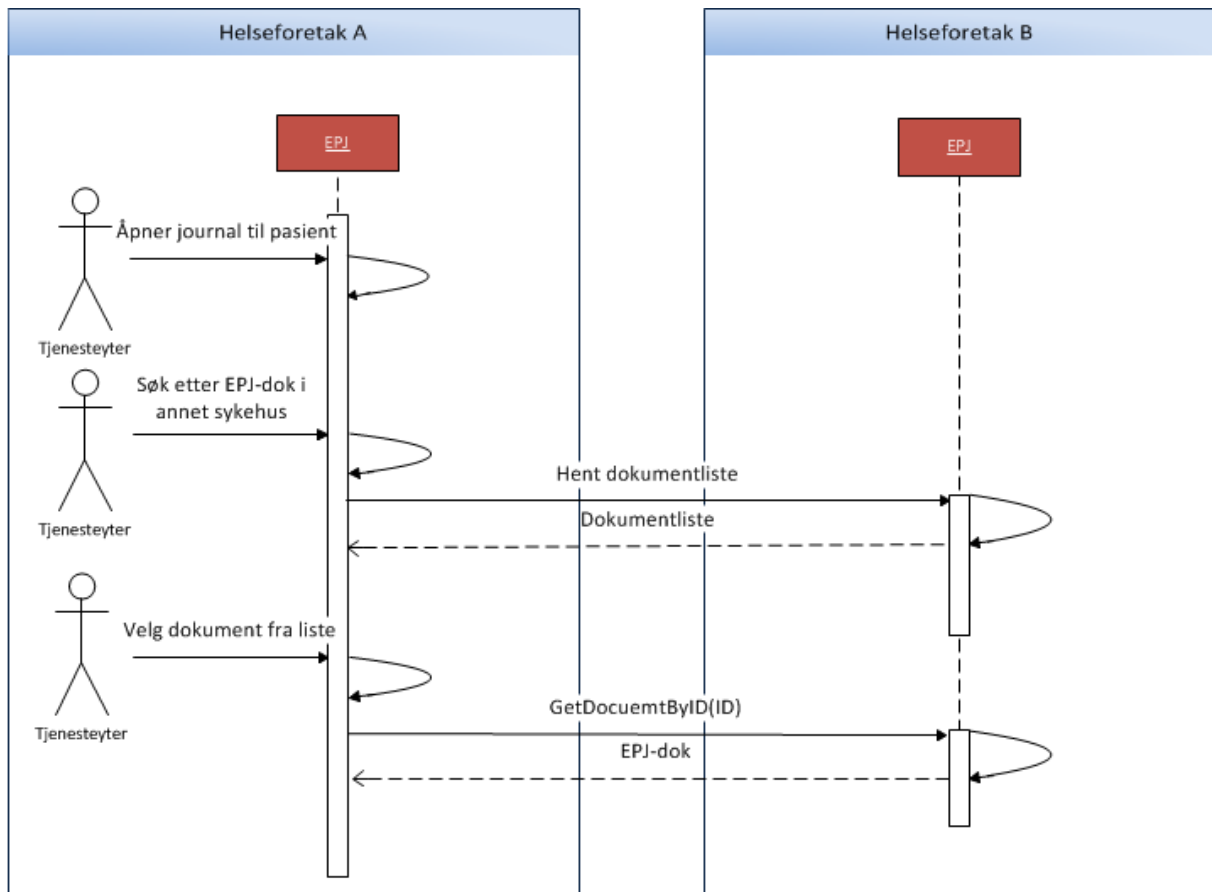 Helseforetak A
Helseforetak B
EPJ
EPJ
Åpner journal til pasient
Tjenesteyter
Søk etter EPJ-dok i
annet sykehus
Hent dokumentliste
Dokumentliste
Tjenesteyter
Velg dokument fra liste
GetDocuemtByID(ID)
Tjenesteyter
EPJ-dok